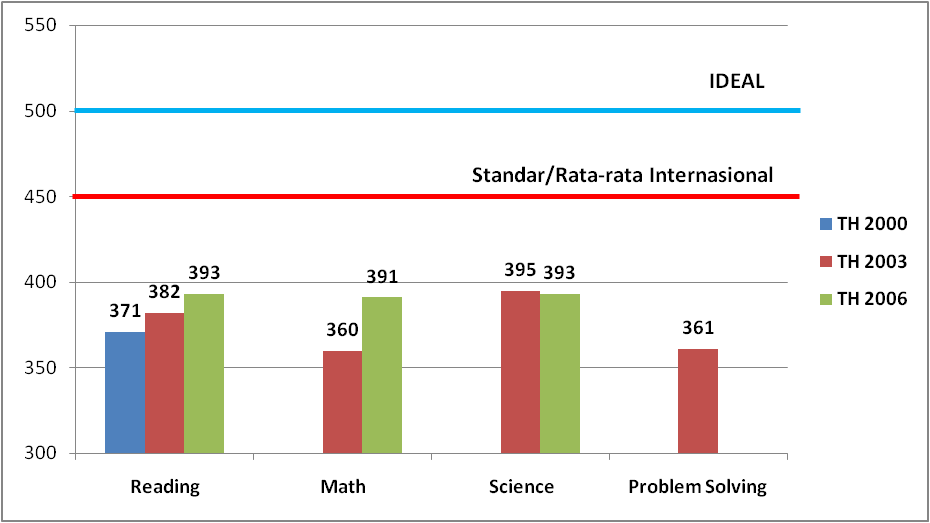 550
IDEAL
500
Standar/Rata-rata Internasional
450
TH 2000
TH 2003
TH 2006
400
371
382
393
360
391
395
393
361
350
300
Reading
Math
Science
Problem Solving